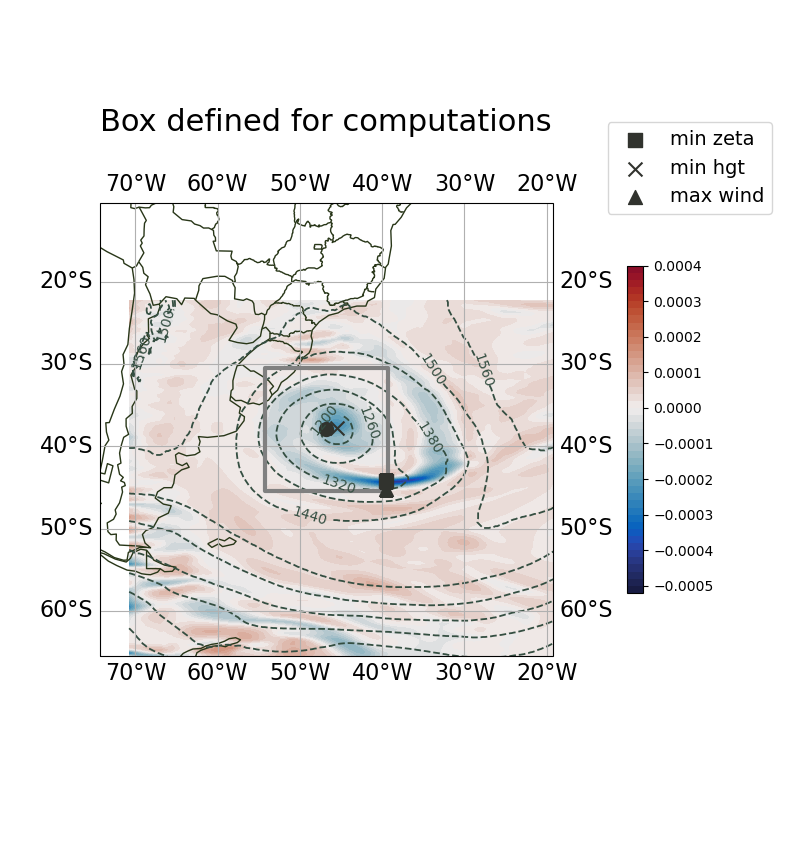 Box defined for computations
min zeta
min hgt
max wind
70°W 60°W 50°W 40°W 30°W 20°W
20°S 20°S
30°S 30°S
40°S 40°S
50°S 50°S
60°S 60°S
70°W 60°W 50°W 40°W 30°W 20°W
1500
1500
1560
1200
1260
1380
1320
1440
0.0004
0.0003
0.0002
0.0001
0.0000
−0.0001
−0.0002
−0.0003
−0.0004
−0.0005